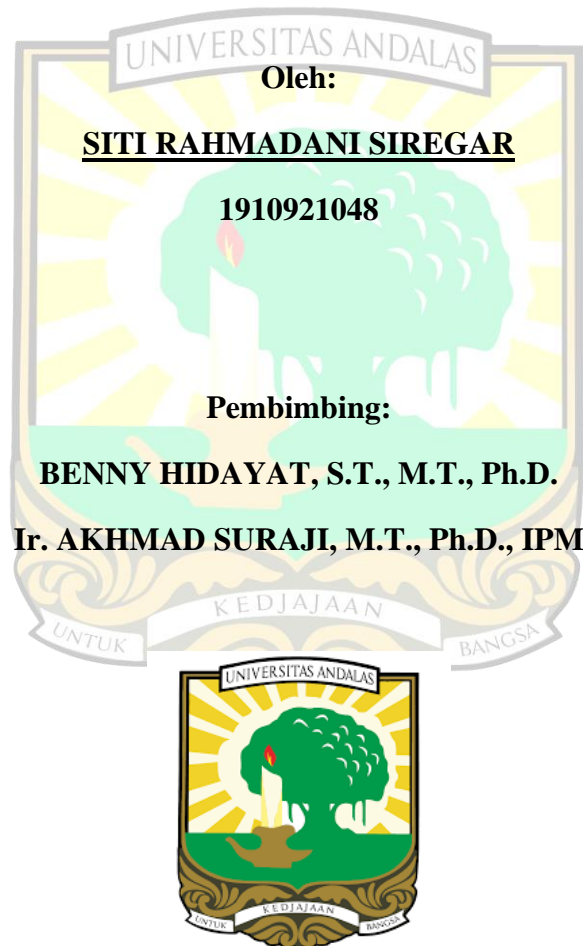 UNIVERSITAS ANDALAS
Oleh:
SITI RAHMADANI SIREGAR
1910921048
Pembimbing:
BENNY HIDAYAT, S.T., M.T., Ph.D.
Ir. AKHMAD SURAJI, M.T., Ph.D., IPM
UNTUK KEDJAJAAN BANGSA
UNIVERSITAS ANDALAS
UNTUK KEDJAJAAN BANGSA